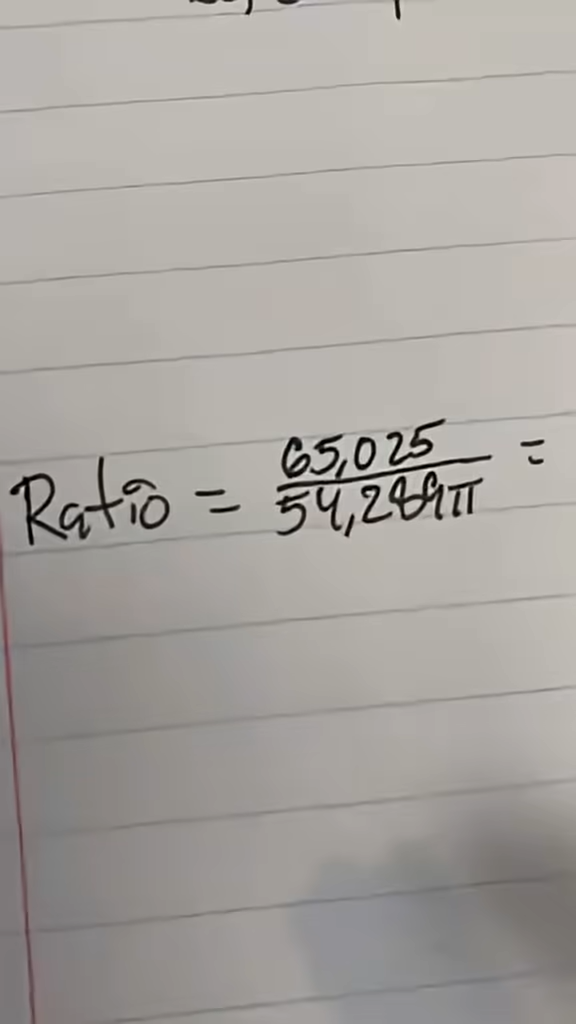 Ratio = 65,025 / 54,289π =